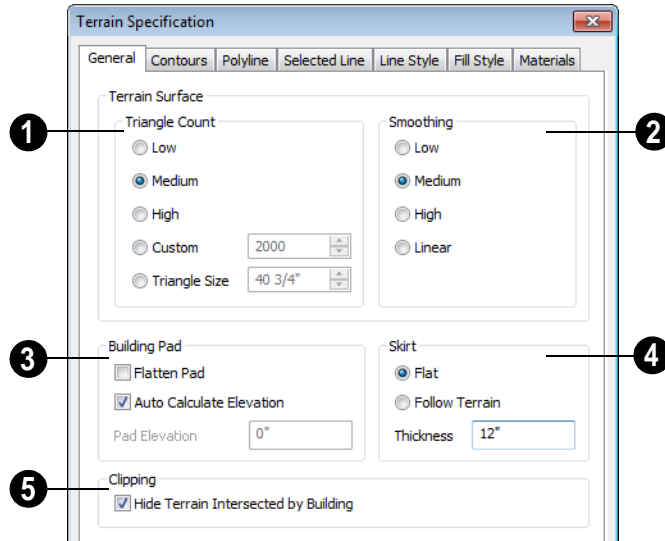 Terrain Specification
General Contours Polyline Selected Line Line Style Fill Style Materials
Terrain Surface
1 Triangle Count
Low
Medium
High
Custom 2000
Triangle Size 40 3/4"
Smoothing 2
Low
Medium
High
Linear
3 Building Pad
Flatten Pad
Auto Calculate Elevation
Pad Elevation 0"
Skirt 4
Flat
Follow Terrain
Thickness 12"
5 Clipping
Hide Terrain Intersected by Building